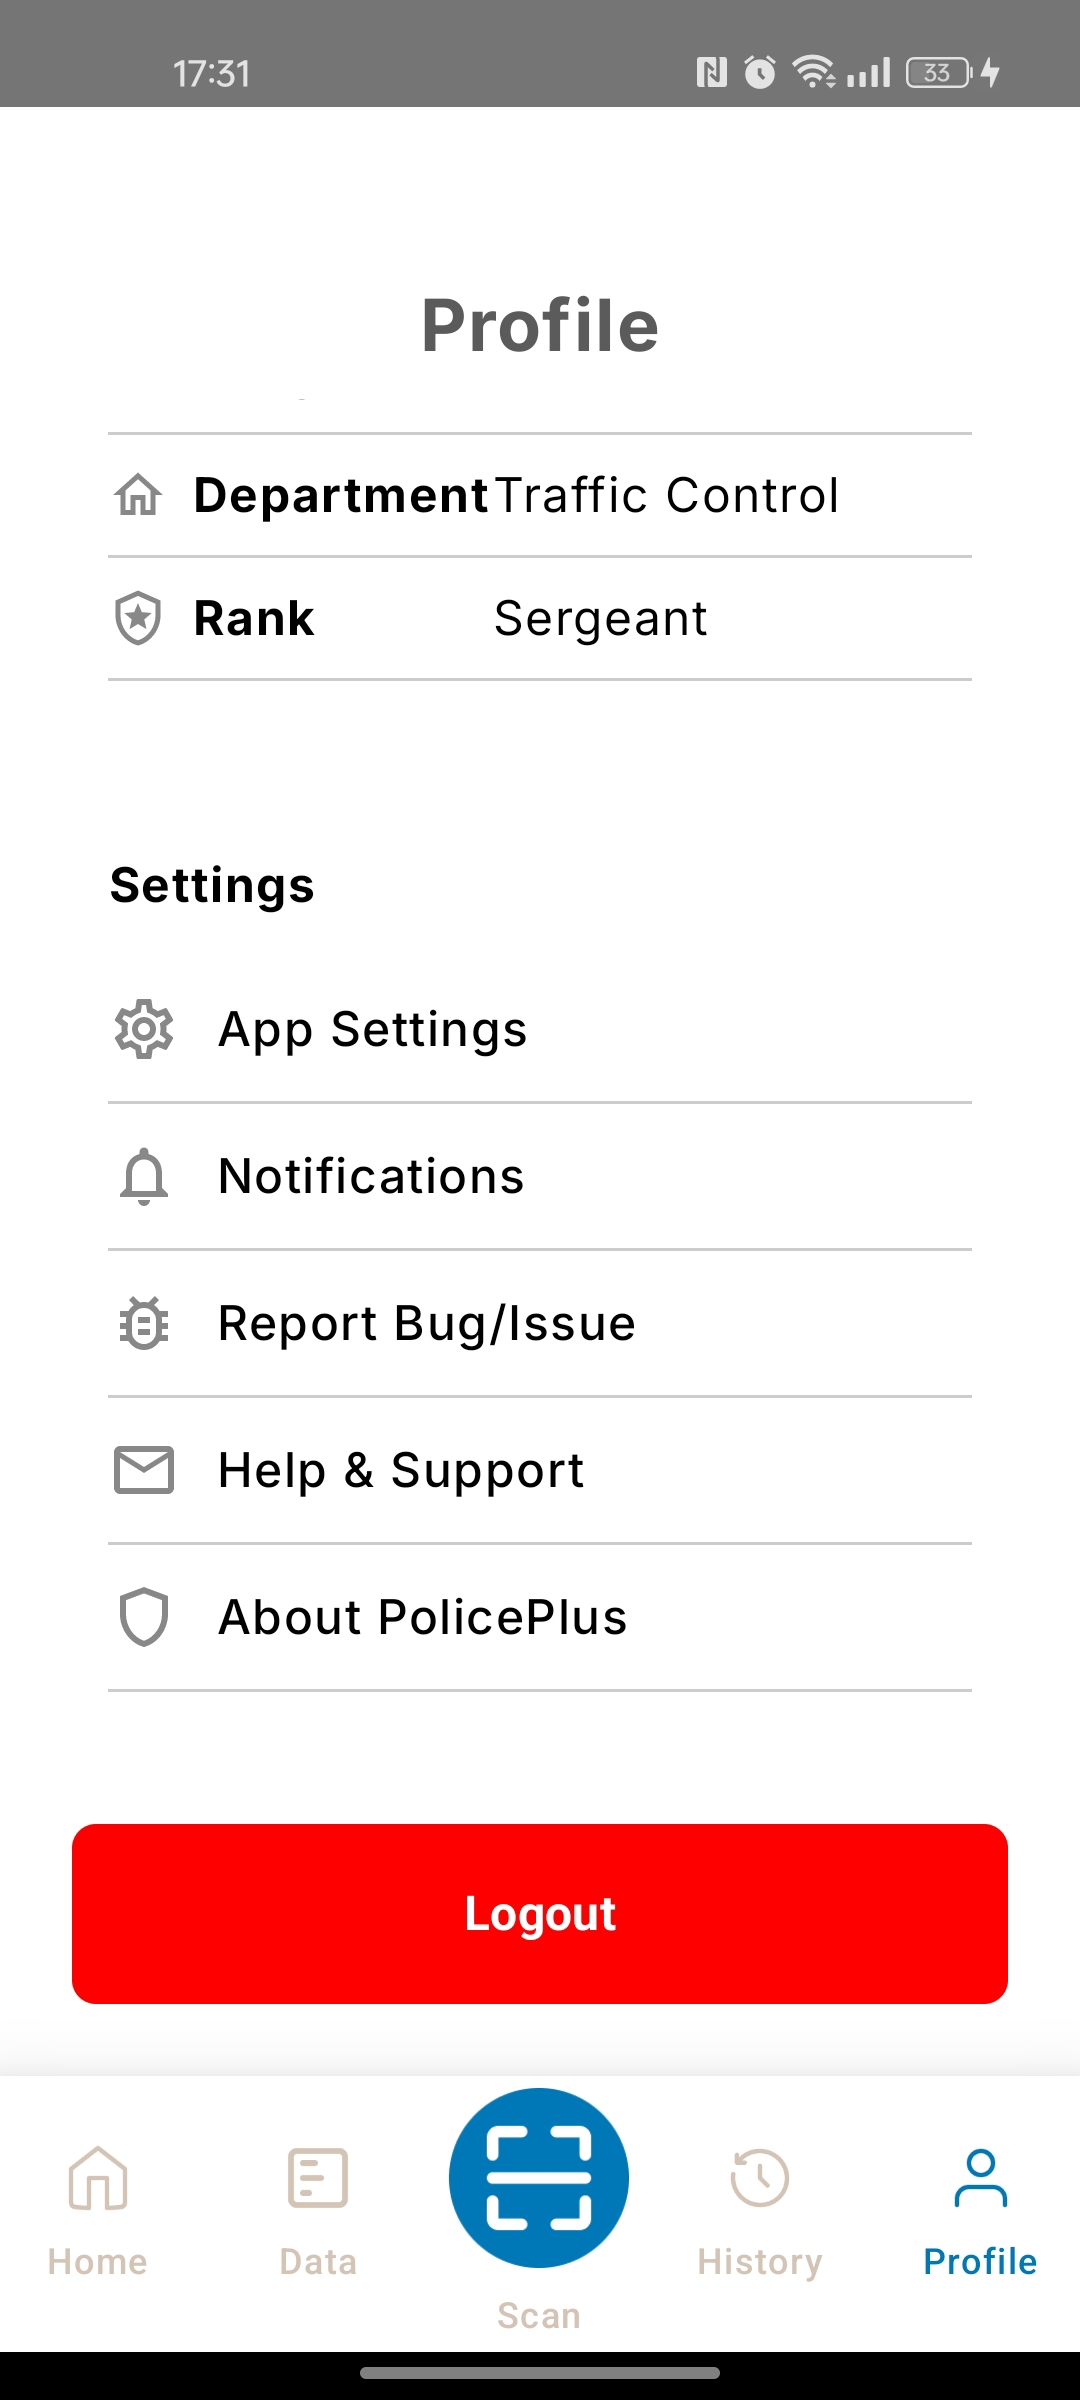 17:31
33
Profile
Department Traffic Control
Rank Sergeant
Settings
App Settings
Notifications
Report Bug/Issue
Help & Support
About PolicePlus
Logout
Home
Data
Scan
History
Profile